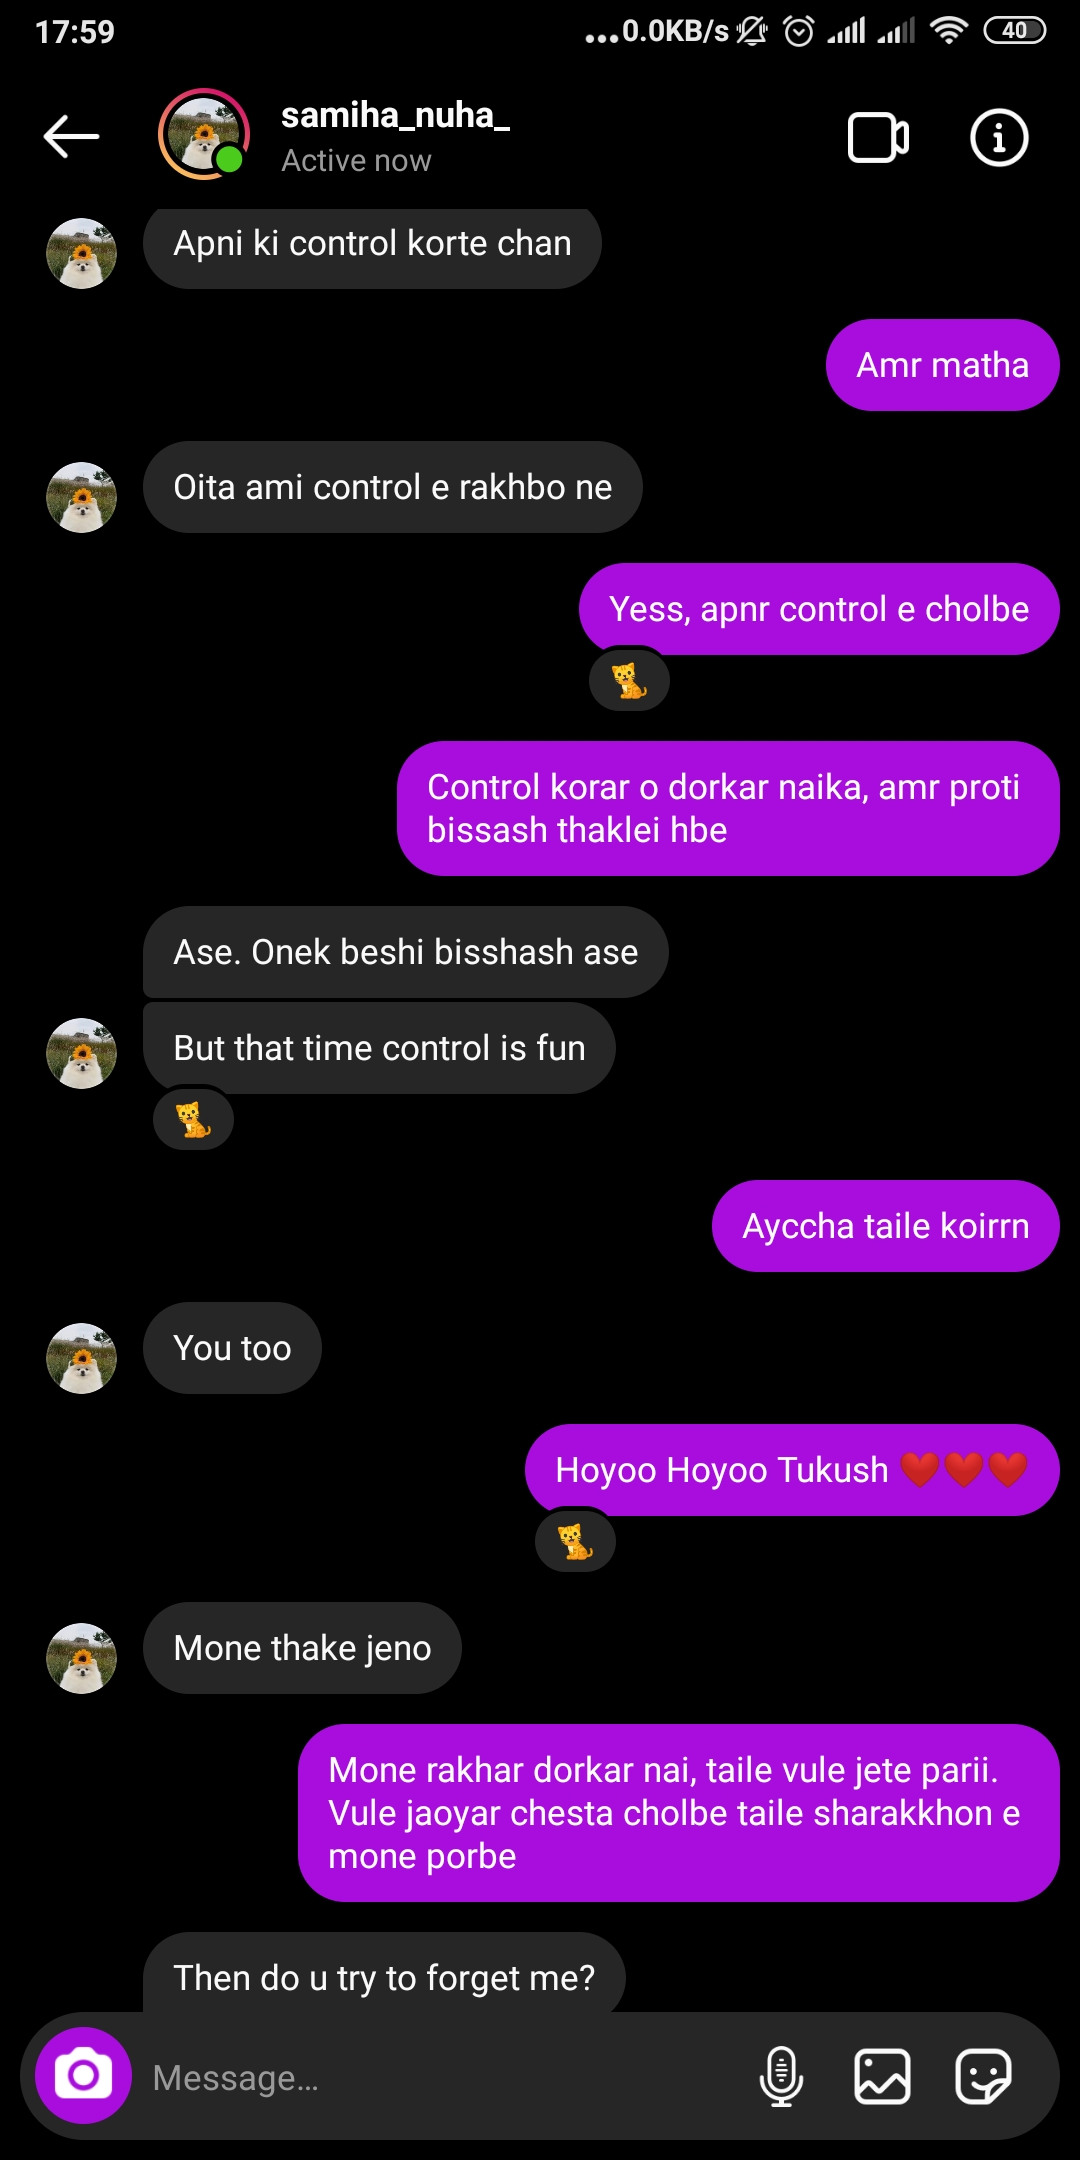 17:59
...0.0KB/s
40
samiha_nuha_
Active now
Apni ki control korte chan
Amr matha
Oita ami control e rakhbo ne
Yess, apnr control e cholbe
Control korar o dorkar naika, amr proti
bissash thaklei hbe
Ase. Onek beshi bisshash ase
But that time control is fun
Ayccha taile koirrn
You too
Hoyoo Hoyoo Tukush ❤️❤️❤️
Mone thake jeno
Mone rakhar dorkar nai, taile vule jete parii.
Vule jaoyar chesta cholbe taile sharakkhon e
mone porbe
Then do u try to forget me?
Message...